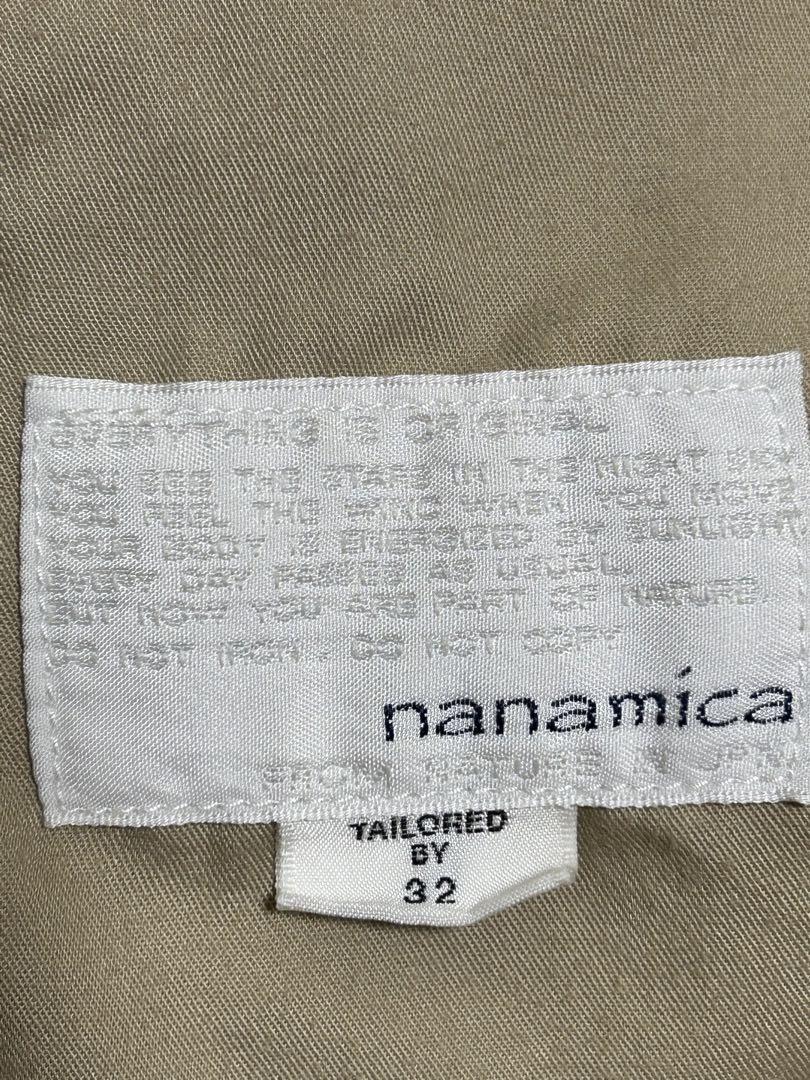 EVERYTHING IS ORIGINAL
YOU SEE THE STARS IN THE NIGHT SKY
YOU FEEL THE WIND WHEN YOU MOVE
YOUR BODY IS ENERGIZED BY SUNLIGHT
EVERY DAY PASSES AS USUAL
BUT NOW YOU ARE PART OF NATURE.
DO NOT IRON. DO NOT COPY
nanamica
FROM NATURE N JPN
TAILORED
BY
32